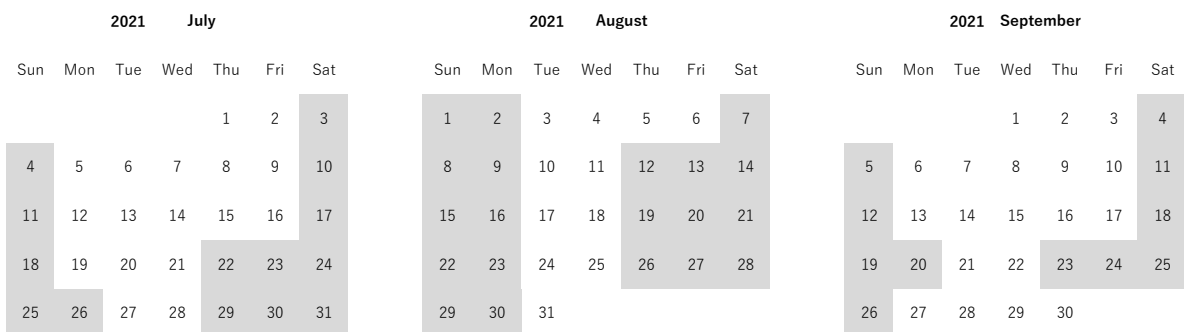 2021 July
Sun Mon Tue Wed Thu Fri Sat
1 2 3
4 5 6 7 8 9 10
11 12 13 14 15 16 17
18 19 20 21 22 23 24
25 26 27 28 29 30 31
2021 August
Sun Mon Tue Wed Thu Fri Sat
1 2 3 4 5 6 7
8 9 10 11 12 13 14
15 16 17 18 19 20 21
22 23 24 25 26 27 28
29 30 31
2021 September
Sun Mon Tue Wed Thu Fri Sat
1 2 3 4
5 6 7 8 9 10 11
12 13 14 15 16 17 18
19 20 21 22 23 24 25
26 27 28 29 30